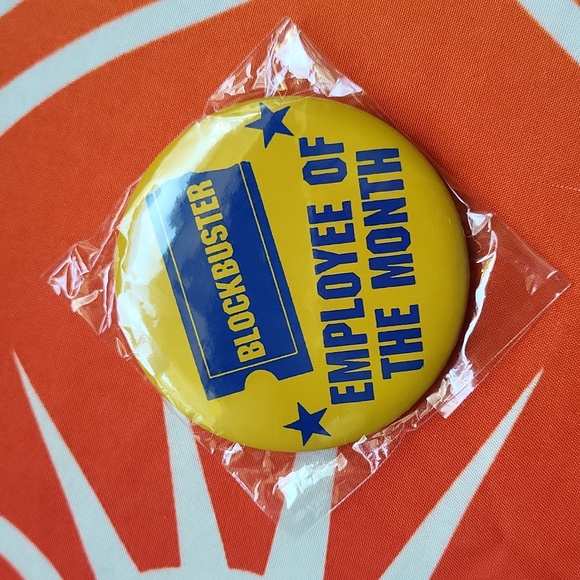 BLOCKBUSTER
EMPLOYEE OF
THE MONTH